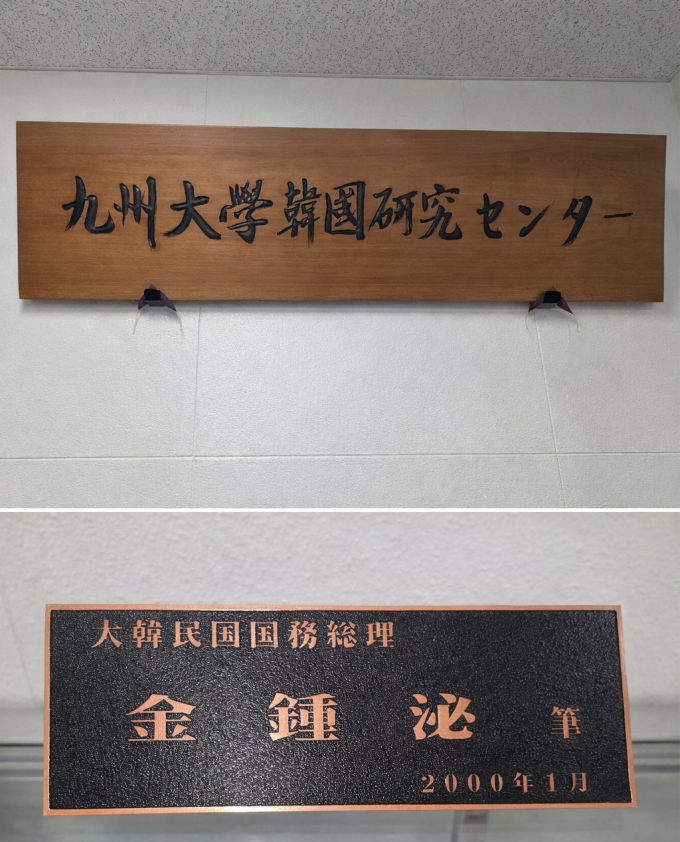 九州大學韓國研究センター
大韓民国国務総理
金鍾泌 筆
2000年1月